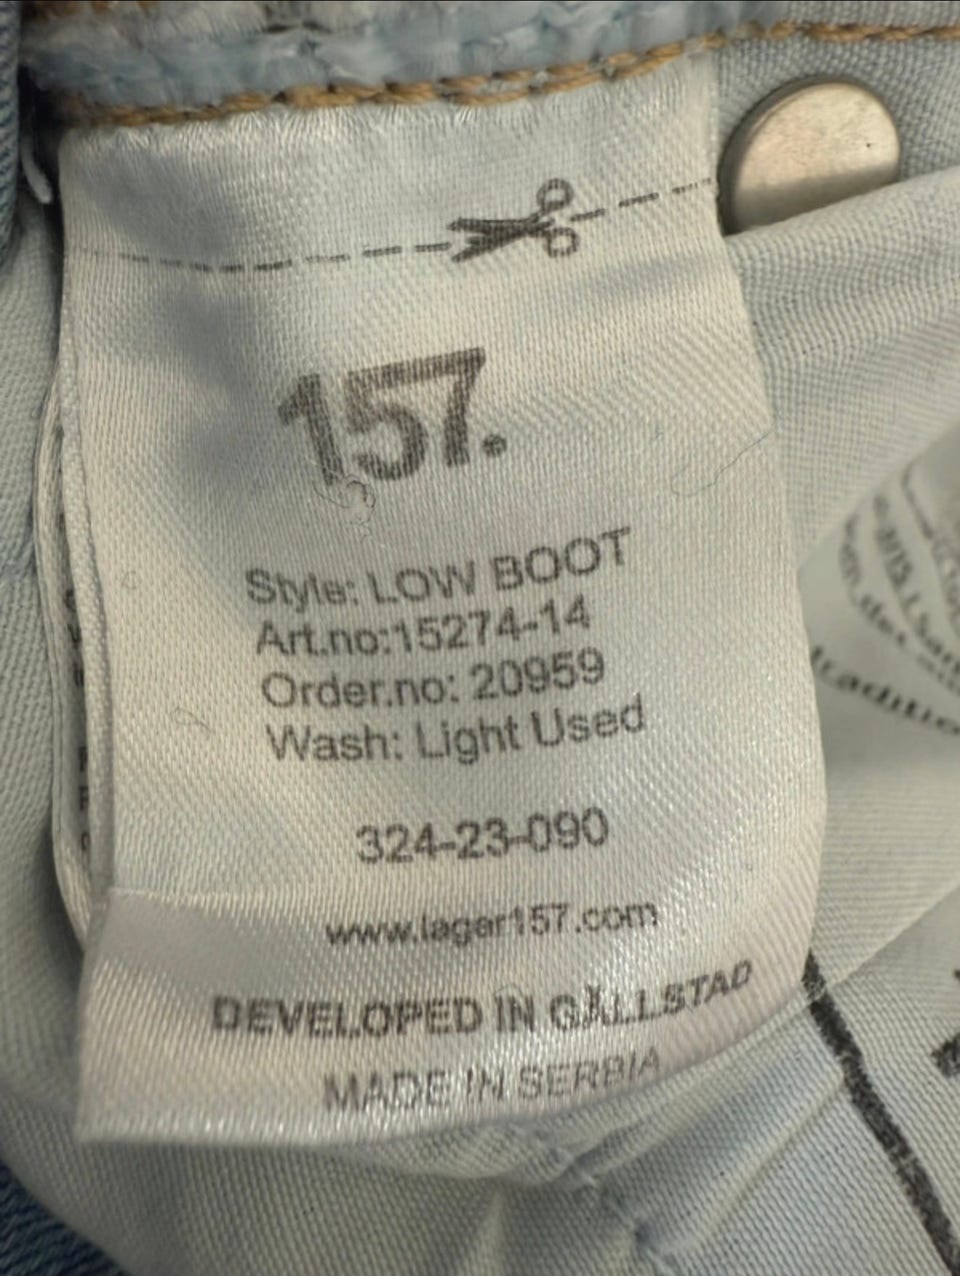 157.
Style: LOW BOOT
Art.no:15274-14
Order.no: 20959
Wash: Light Used
324-23-090
www.lager157.com
DEVELOPED IN GÄLLSTAD
MADE IN SERBIA